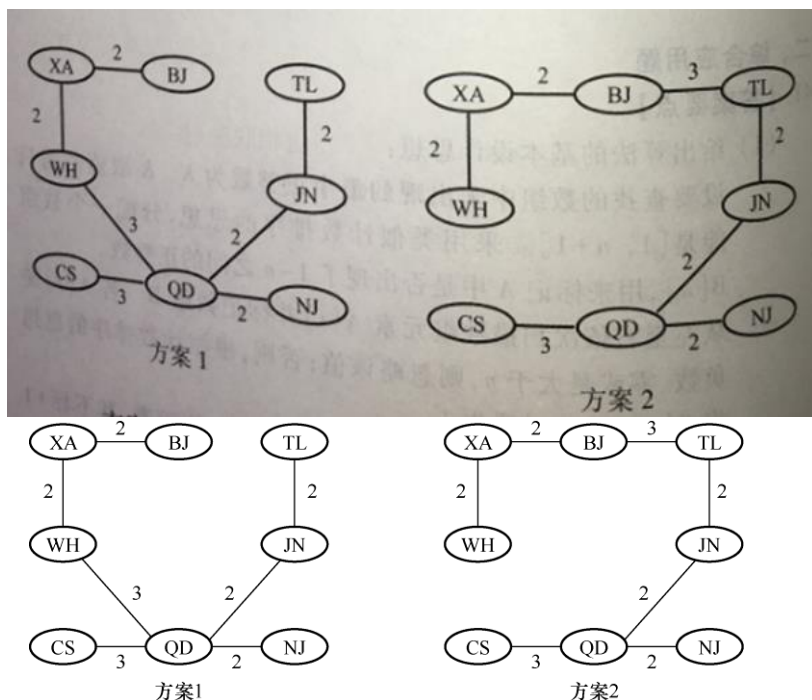 XA 2 BJ TL
2 2
WH JN
3 2
CS 3 QD 2 NJ
方案 1
XA 2 BJ 3 TL
2 2
WH JN
2
CS 3 QD 2 NJ
方案 2
XA 2 BJ TL
2 2
WH JN
3 2
CS 3 QD 2 NJ
方案1
XA 2 BJ 3 TL
2 2
WH JN
2
CS 3 QD 2 NJ
方案2